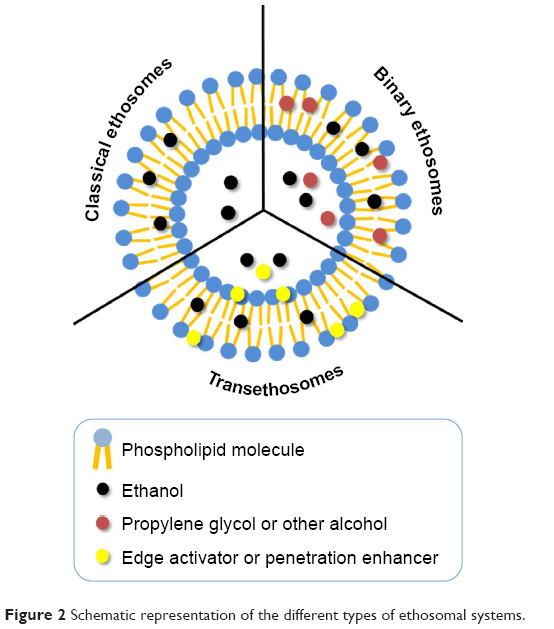 Classical ethosomes
Binary ethosomes
Transethosomes
Phospholipid molecule
Ethanol
Propylene glycol or other alcohol
Edge activator or penetration enhancer
Figure 2 Schematic representation of the different types of ethosomal systems.